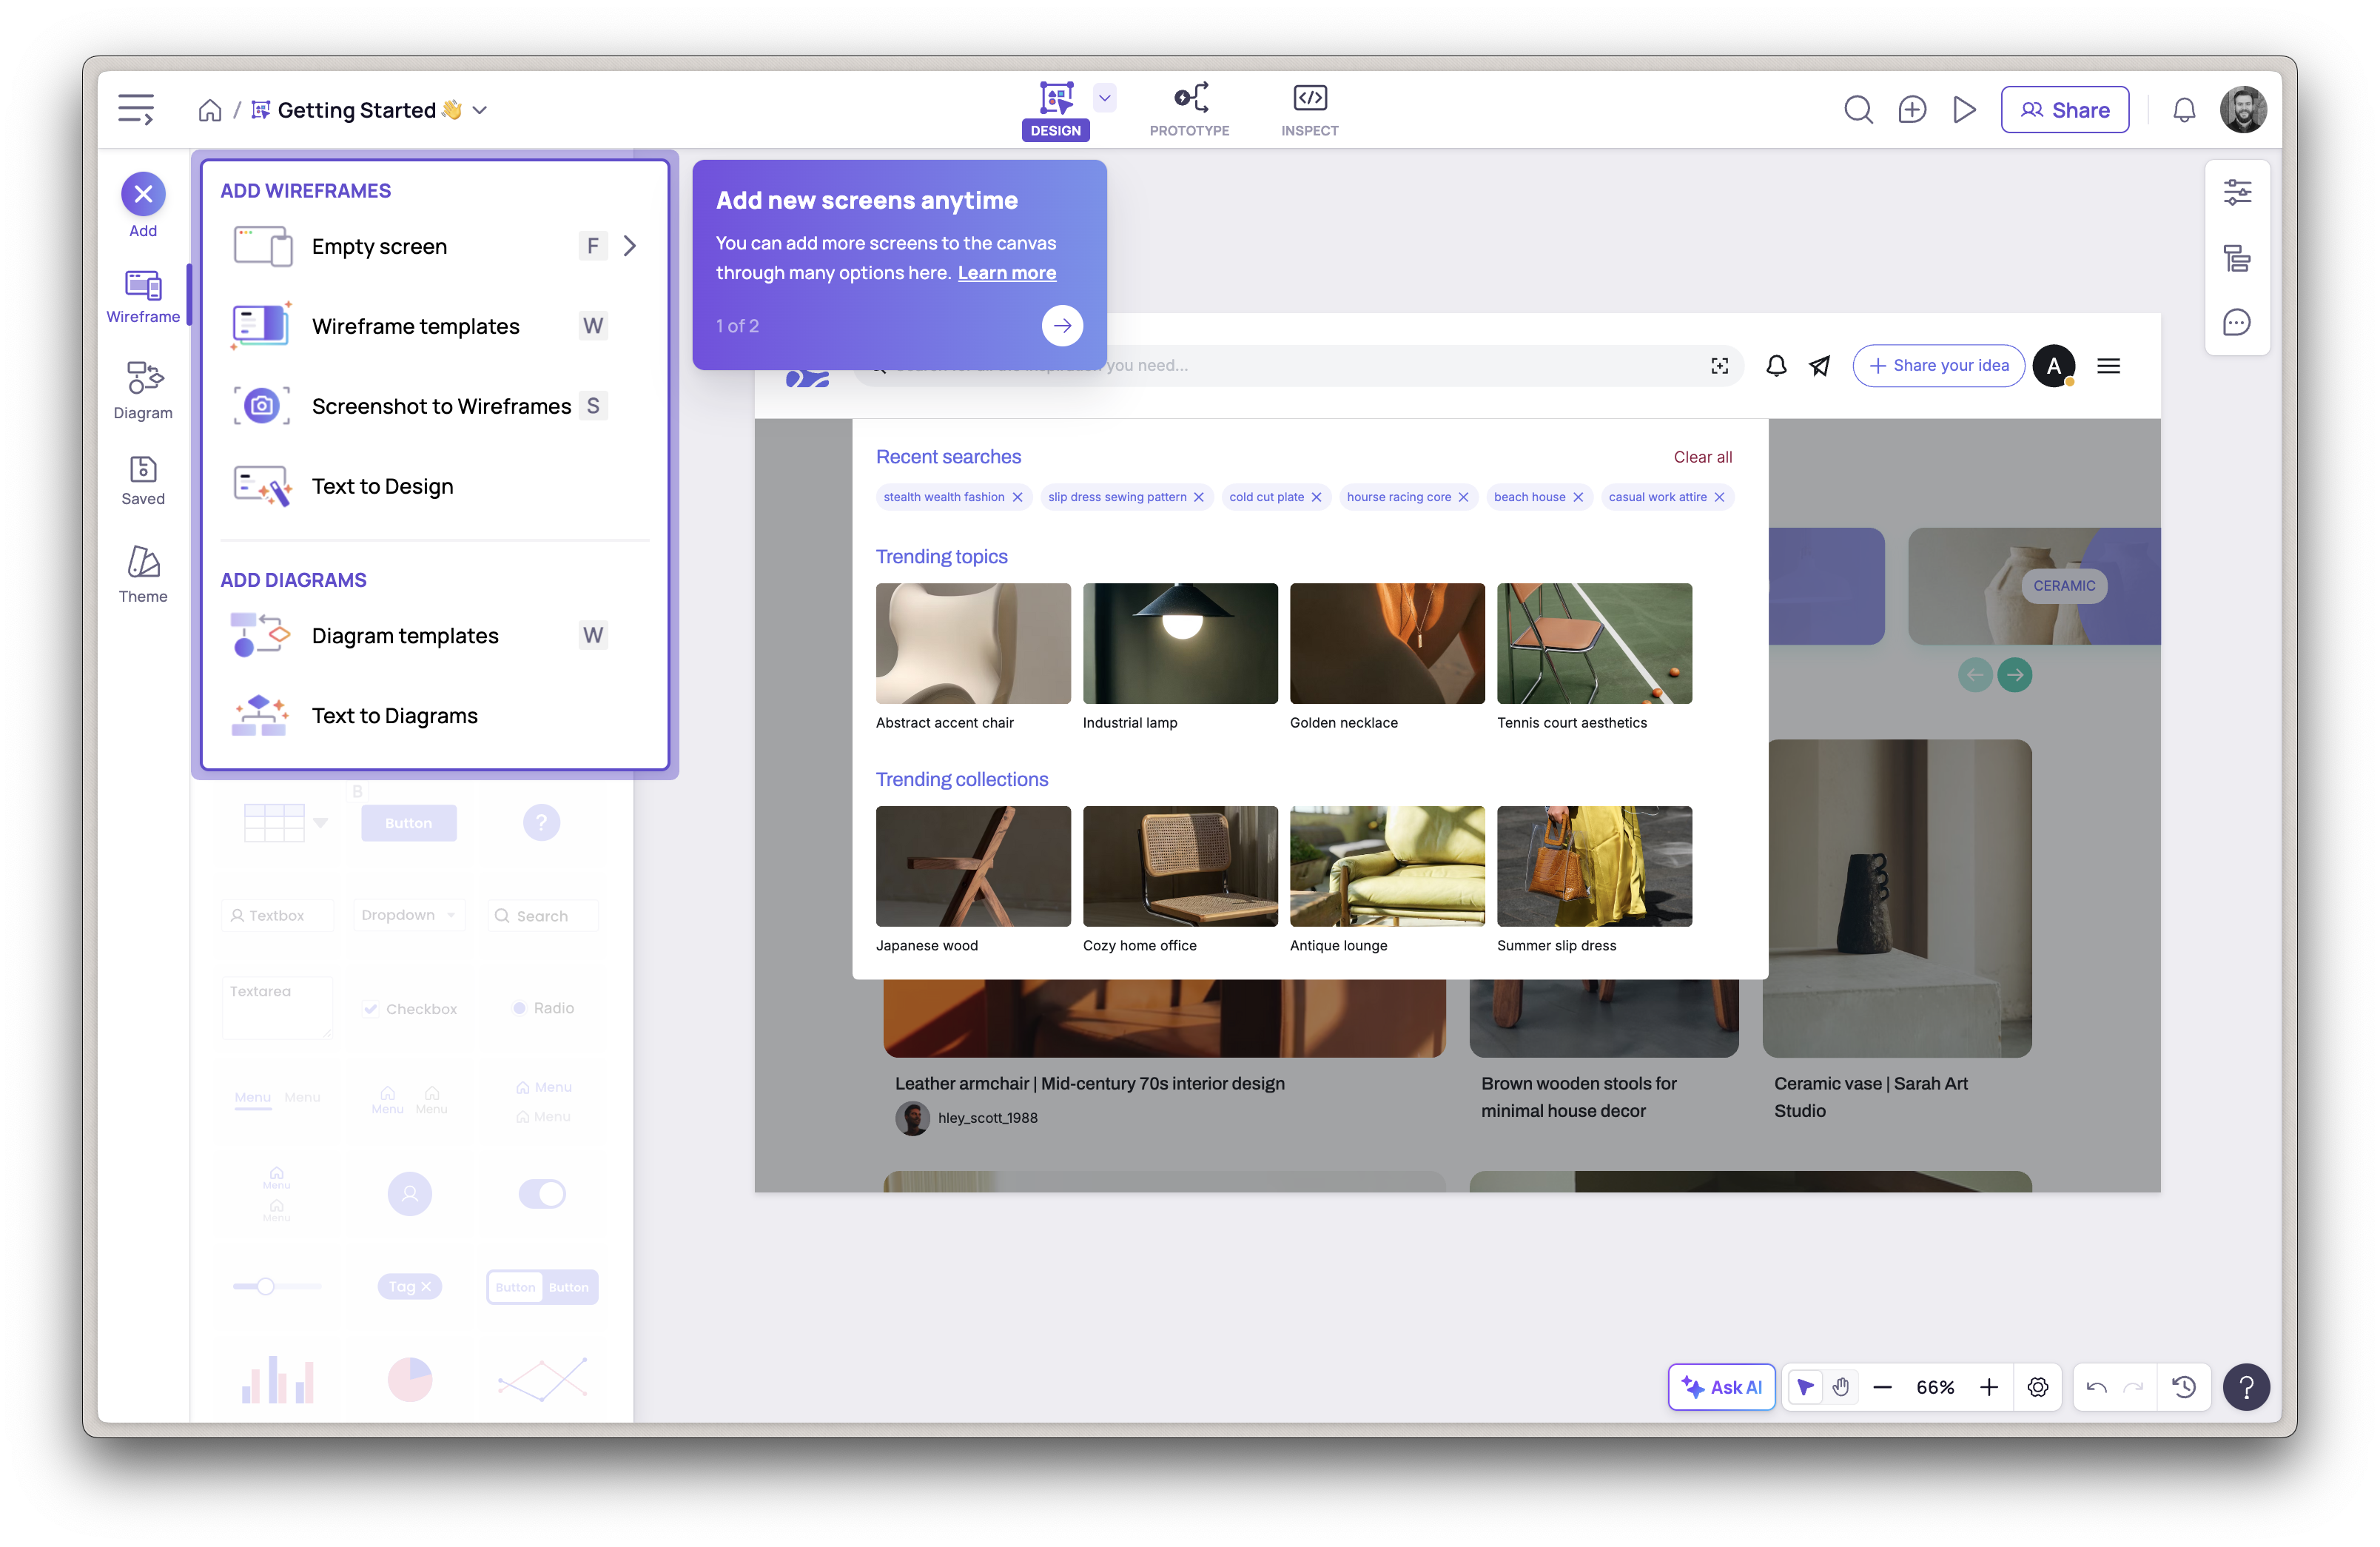 Getting Started 👋
DESIGN
PROTOTYPE
INSPECT
Share
Add
Wireframe
Diagram
Saved
Theme
ADD WIREFRAMES
Empty screen F
Wireframe templates W
Screenshot to Wireframes S
Text to Design
ADD DIAGRAMS
Diagram templates W
Text to Diagrams
Add new screens anytime
You can add more screens to the canvas
through many options here. Learn more
1 of 2
B
Button
?
Textbox Dropdown Search
Textarea
Checkbox Radio
Menu Menu
Menu Menu
Menu
Menu
Menu
Menu
Tag
Button Button
you need...
+ Share your idea
A
Recent searches Clear all
stealth wealth fashion slip dress sewing pattern cold cut plate hourse racing core beach house casual work attire
Trending topics
Abstract accent chair Industrial lamp Golden necklace Tennis court aesthetics
Trending collections
Japanese wood Cozy home office Antique lounge Summer slip dress
CERAMIC
Leather armchair | Mid-century 70s interior design
hley_scott_1988
Brown wooden stools for
minimal house decor
Ceramic vase | Sarah Art
Studio
Ask AI
66%
?